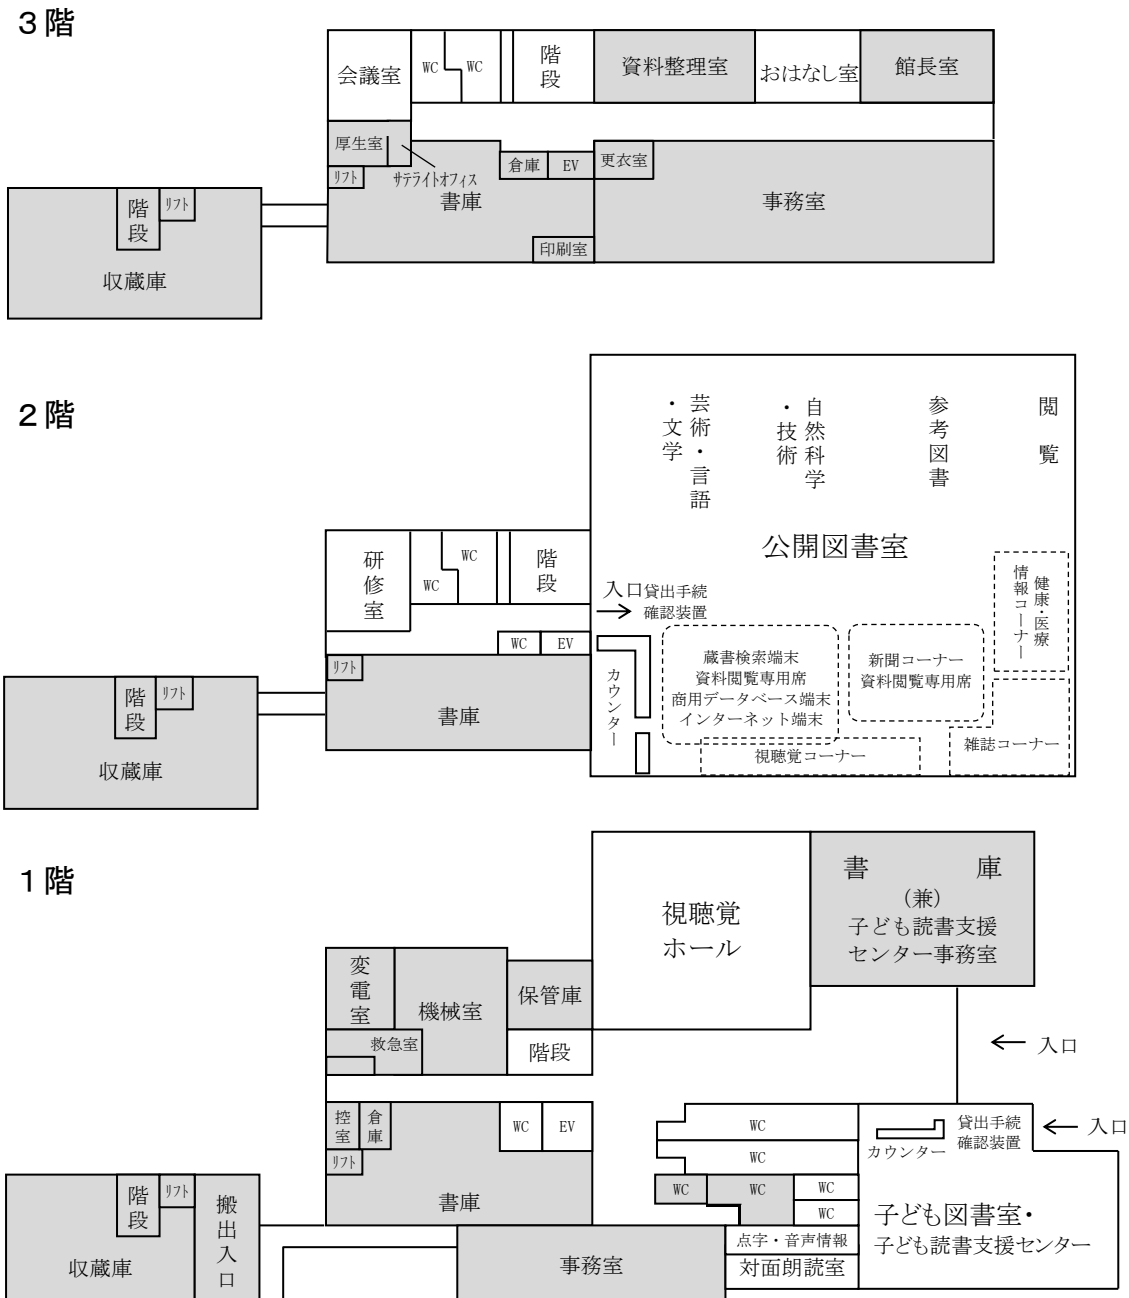 3階
会議室
WC
WC
階段
資料整理室
おはなし室
館長室
厚生室
サテライトオフィス
リフト
倉庫
EV
更衣室
書庫
事務室
印刷室
階段
リフト
収蔵庫
2階
芸術・言語
・文学
自然科学
・技術
参考図書
閲覧
公開図書室
研修室
WC
WC
階段
入口
貸出手続
確認装置
健康・医療
情報コーナー
WC
EV
リフト
書庫
カウンター
蔵書検索端末
資料閲覧専用席
商用データベース端末
インターネット端末
新聞コーナー
資料閲覧専用席
視聴覚コーナー
雑誌コーナー
階段
リフト
収蔵庫
1階
視聴覚
ホール
書庫
(兼)
子ども読書支援
センター事務室
変電室
機械室
保管庫
救急室
階段
入口
控室
倉庫
WC
EV
リフト
書庫
WC
WC
WC
WC
WC
WC
カウンター
貸出手続
確認装置
入口
子ども図書室・
子ども読書支援センター
点字・音声情報
対面朗読室
事務室
階段
リフト
搬出入口
収蔵庫